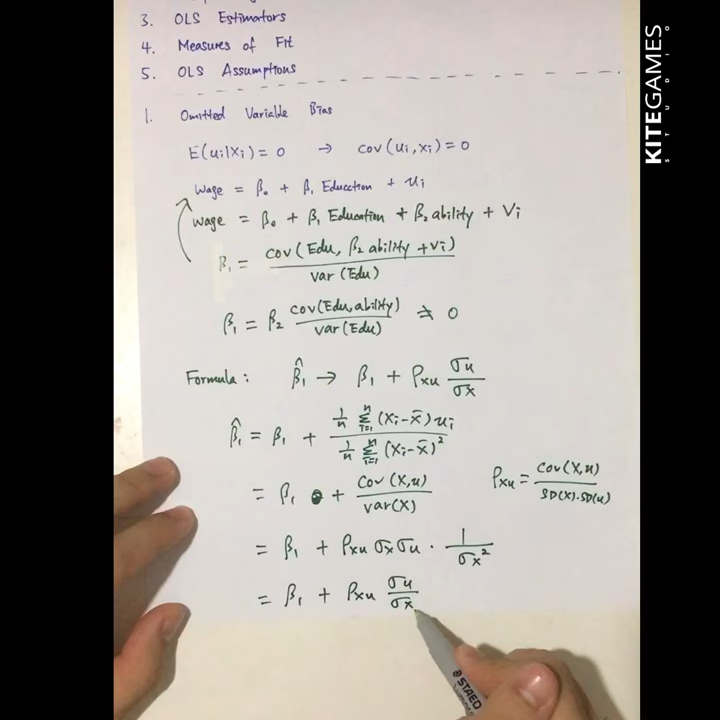 3. OLS Estimators
4. Measures of Fit
5. OLS Assumptions
1. Omitted Variable Bias
E(ui|Xi) = 0 → cov(ui, xi) = 0
Wage = β0 + β1 Education + ui
wage = β0 + β1 Education + β2 ability + Vi
β1 = cov(Edu, β2 ability + Vi) / var(Edu)
β1 = β2 cov(Edu, ability) / var(Edu) ≠ 0
Formula: β̂1 → β1 + ρxu σu / σx
β̂1 = β1 + 1/n Σⁿᵢ₌₁ (Xi - X̄) ui / 1/n Σⁿᵢ₌₁ (Xi - X̄)²
= β1 + Cov(X,u) / var(X)
ρxu = Cov(X,u) / SD(X)·SD(u)
= β1 + ρxu σx σu · 1 / σx²
= β1 + ρxu σu / σx
KITEGAMES
STUDIO
STAED